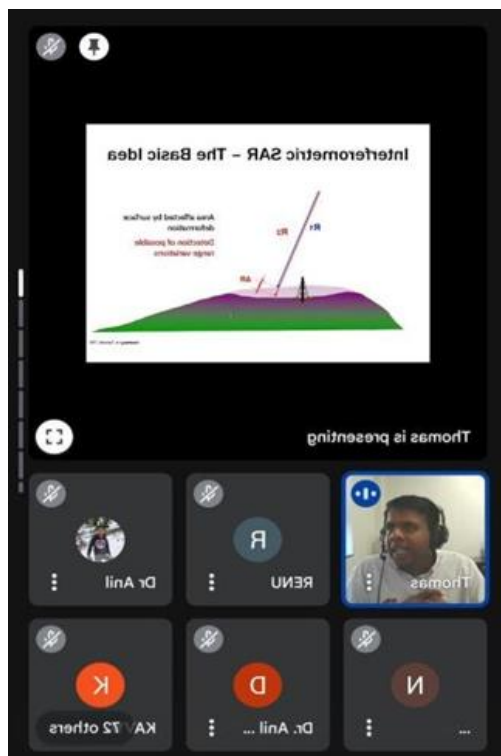 Interferometric SAR – The Basic Idea
Area affected by surface
deformation
Detection of possible
range variations
R₂
R₁
ΔR
Thomas is presenting
Thomas
R
RENU
Dr Anil
N
...
D
Dr. Anil ...
K
KA
72 others